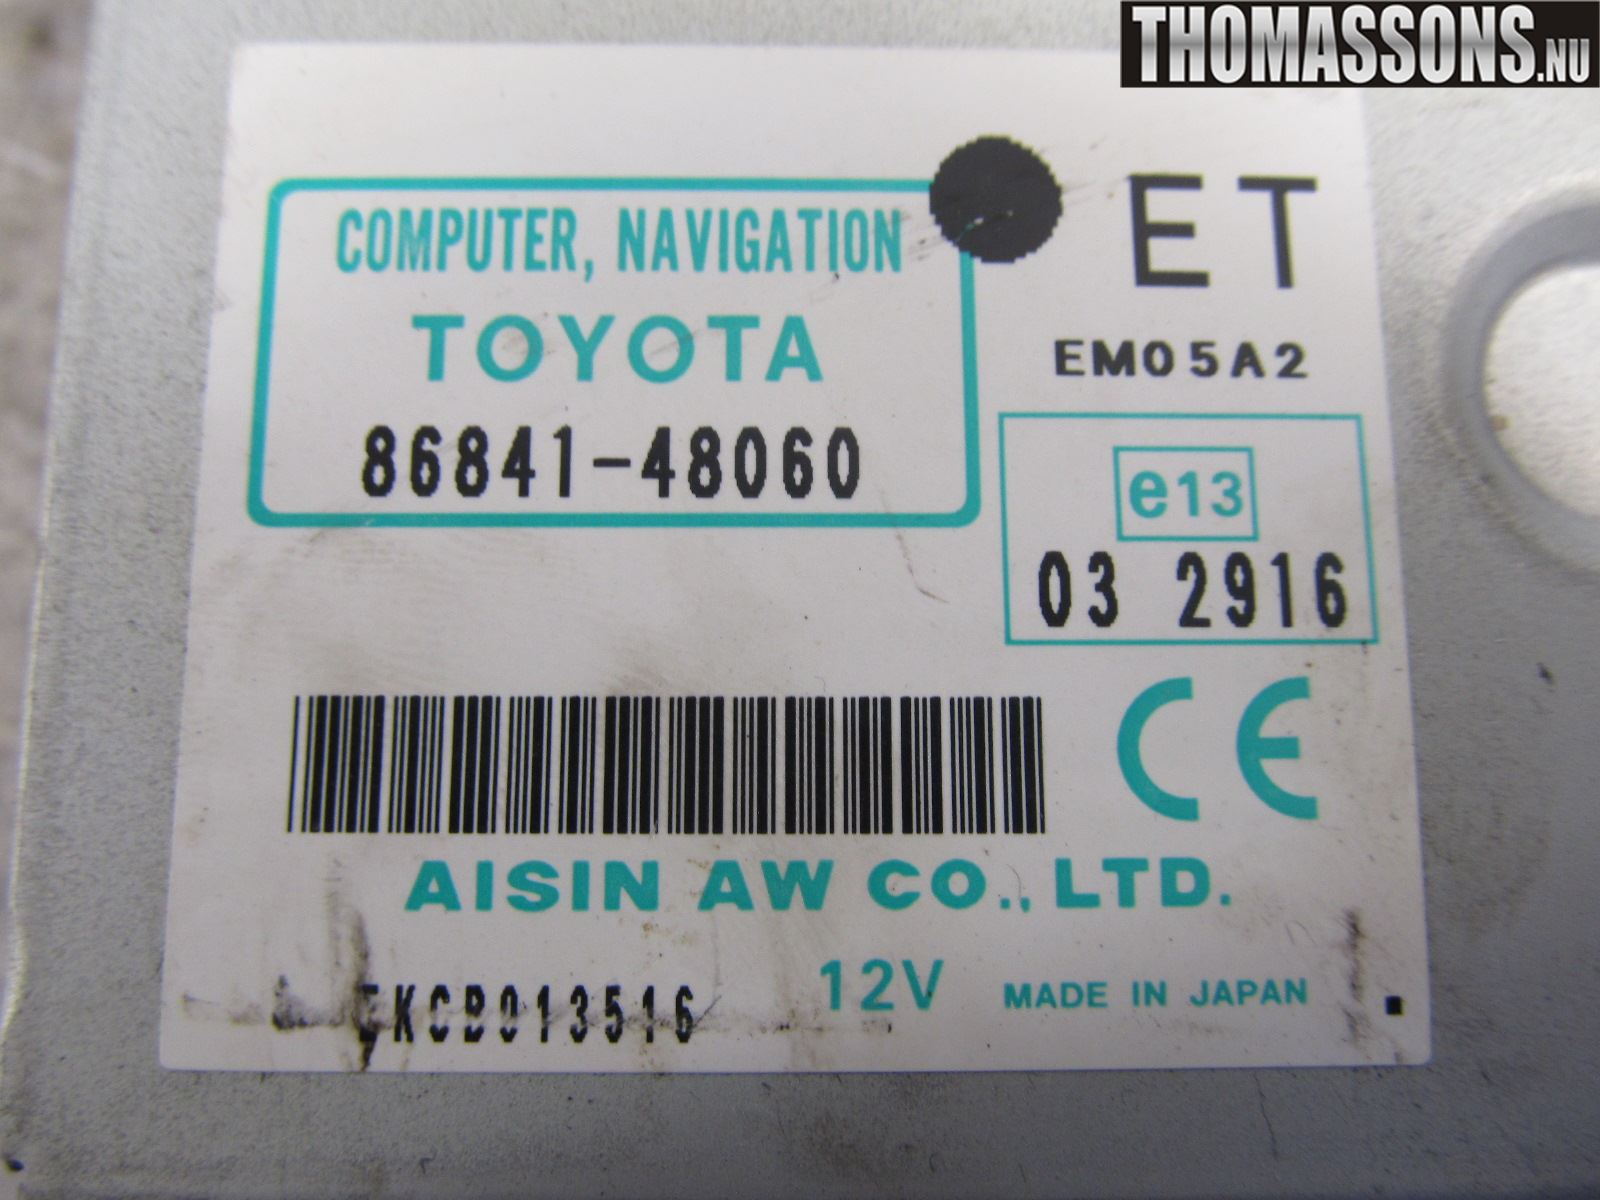 THOMASSONS.NU
COMPUTER, NAVIGATION
TOYOTA
86841-48060
ET
EM05A2
e13
03 2916
CE
AISIN AW CO., LTD.
12V
MADE IN JAPAN